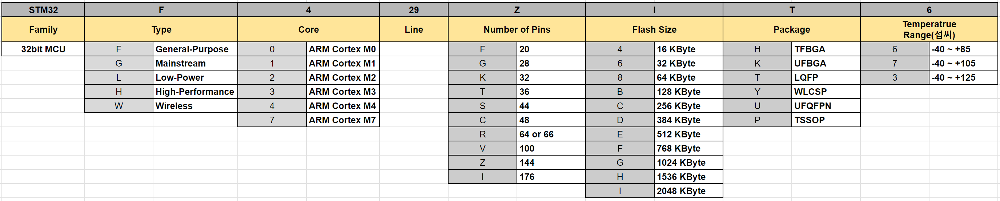 STM32 F 4 29 Z I T 6
Family Type Core Line Number of Pins Flash Size Package Temperatrue
Range(섭씨)
32bit MCU F General-Purpose 0 ARM Cortex M0 F 20 4 16 KByte H TFBGA 6 -40 ~ +85
G Mainstream 1 ARM Cortex M1 G 28 6 32 KByte K UFBGA 7 -40 ~ +105
L Low-Power 2 ARM Cortex M2 K 32 8 64 KByte T LQFP 3 -40 ~ +125
H High-Performance 3 ARM Cortex M3 T 36 B 128 KByte Y WLCSP
W Wireless 4 ARM Cortex M4 S 44 C 256 KByte U UFQFPN
7 ARM Cortex M7 C 48 D 384 KByte P TSSOP
R 64 or 66 E 512 KByte
V 100 F 768 KByte
Z 144 G 1024 KByte
I 176 H 1536 KByte
I 2048 KByte